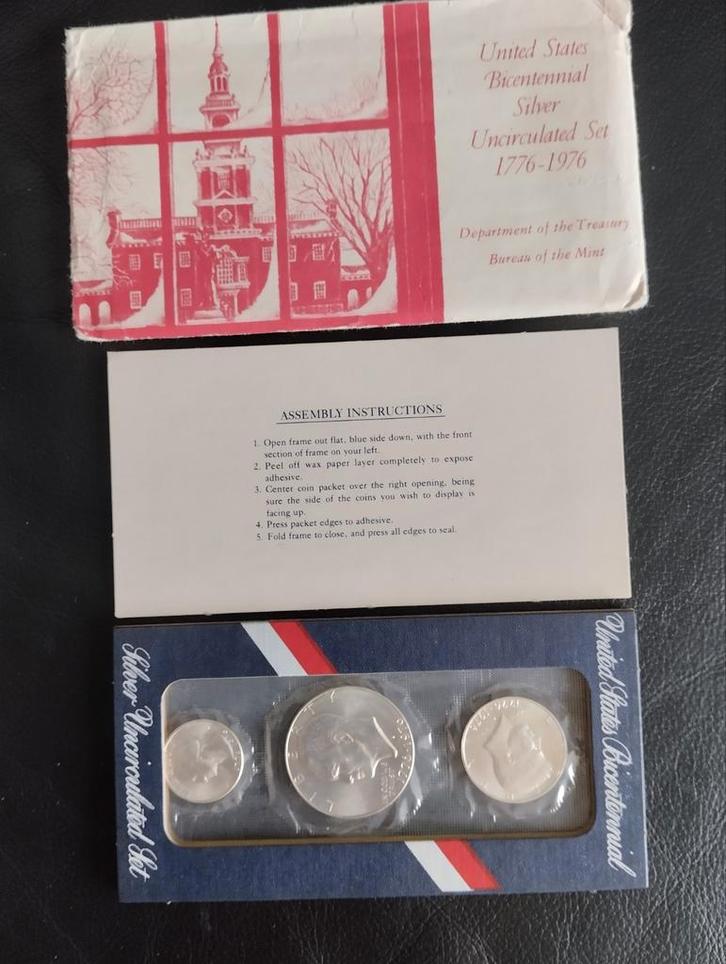 United States
Bicentennial
Silver
Uncirculated Set
1776-1976
Department of the Treasury
Bureau of the Mint
ASSEMBLY INSTRUCTIONS
1. Open frame out flat, blue side down, with the front
section of frame on your left.
2. Peel off wax paper layer completely to expose
adhesive.
3. Center coin packet over the right opening, being
sure the side of the coins you wish to display is
facing up.
4. Press packet edges to adhesive.
5. Fold frame to close, and press all edges to seal.
United States Bicentennial
Silver Uncirculated Set
LIBERTY
1776-1976
1776-1976